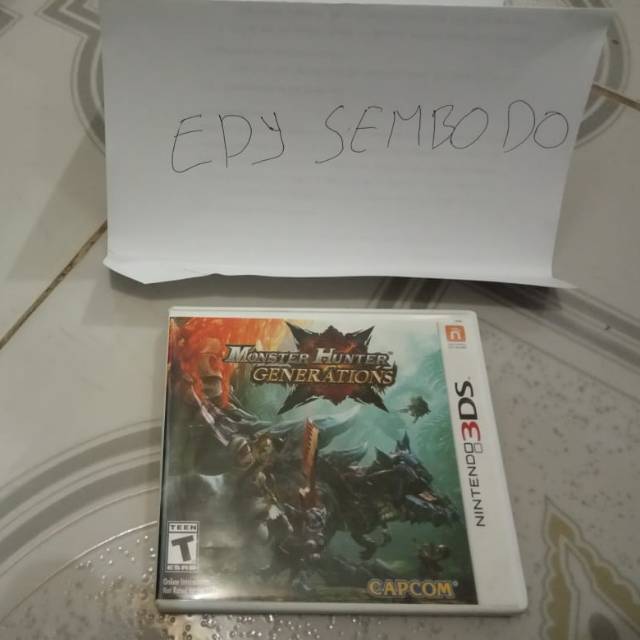 EDY SEMBODO
MONSTER HUNTER
GENERATIONS
NINTENDO 3DS
TEEN
T
ESRB
CAPCOM